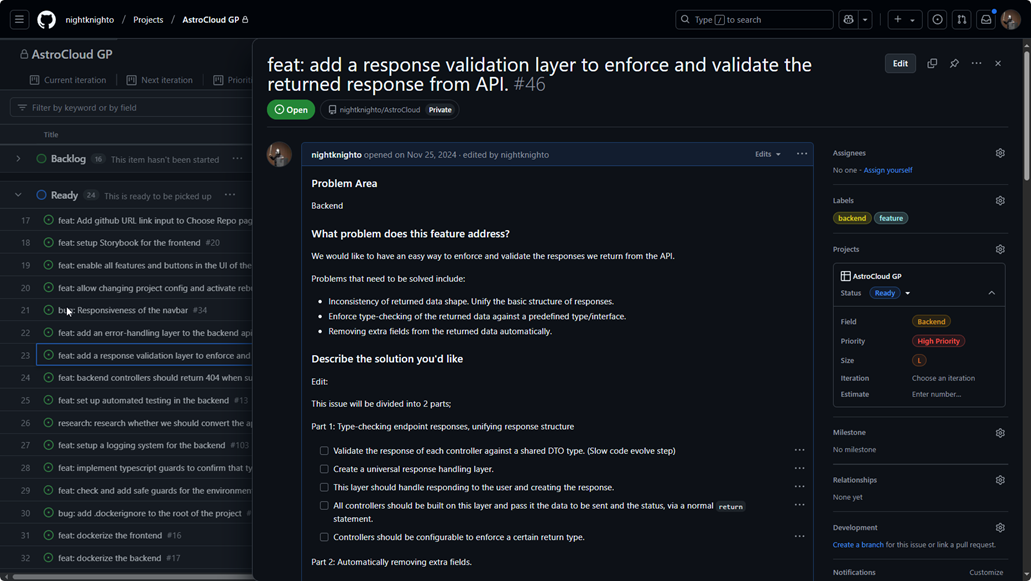 nightknighto / Projects / AstroCloud GP
Type / to search
AstroCloud GP
Current iteration
Next iteration
Filter by keyword or by field
Title
Backlog 16 This item hasn't been started
Ready 24 This is ready to be picked up
17 feat: Add github URL link input to Choose Repo
18 feat: setup Storybook for the frontend #20
19 feat: enable all features and buttons in the UI of the
20 feat: allow changing project config and activate
21 Responsiveness of the navbar #34
22 feat: add an error-handling layer to the backend
23 feat: add a response validation layer to enforce and
24 feat: backend controllers should return 404 when
25 feat: set up automated testing in the backend #13
26 research: research whether we should convert the
27 feat: setup a logging system for the backend #103
28 feat: implement typescript guards to confirm that
29 feat: check and add safe guards for the
30 bug: add .dockerignore to the root of the project
31 feat: dockerize the frontend #16
32 feat: dockerize the backend #17
feat: add a response validation layer to enforce and validate the
returned response from API. #46
Edit
Open
nightknighto/AstroCloud Private
nightknighto opened on Nov 25, 2024 · edited by nightknighto
Edits
Problem Area
Backend
What problem does this feature address?
We would like to have an easy way to enforce and validate the responses we return from the API.
Problems that need to be solved include:
• Inconsistency of returned data shape. Unify the basic structure of responses.
• Enforce type-checking of the returned data against a predefined type/interface.
• Removing extra fields from the returned data automatically.
Describe the solution you'd like
Edit:
This issue will be divided into 2 parts;
Part 1: Type-checking endpoint responses, unifying response structure
Validate the response of each controller against a shared DTO type. (Slow code evolve step)
Create a universal response handling layer.
This layer should handle responding to the user and creating the response.
All controllers should be built on this layer and pass it the data to be sent and the status, via a normal return
statement.
Controllers should be configurable to enforce a certain return type.
Part 2: Automatically removing extra fields.
Assignees
No one - Assign yourself
Labels
backend feature
Projects
AstroCloud GP
Status Ready
Field Backend
Priority High Priority
Size L
Iteration Choose an iteration
Estimate Enter number...
Milestone
No milestone
Relationships
None yet
Development
Create a branch for this issue or link a pull request.
Notifications Customize